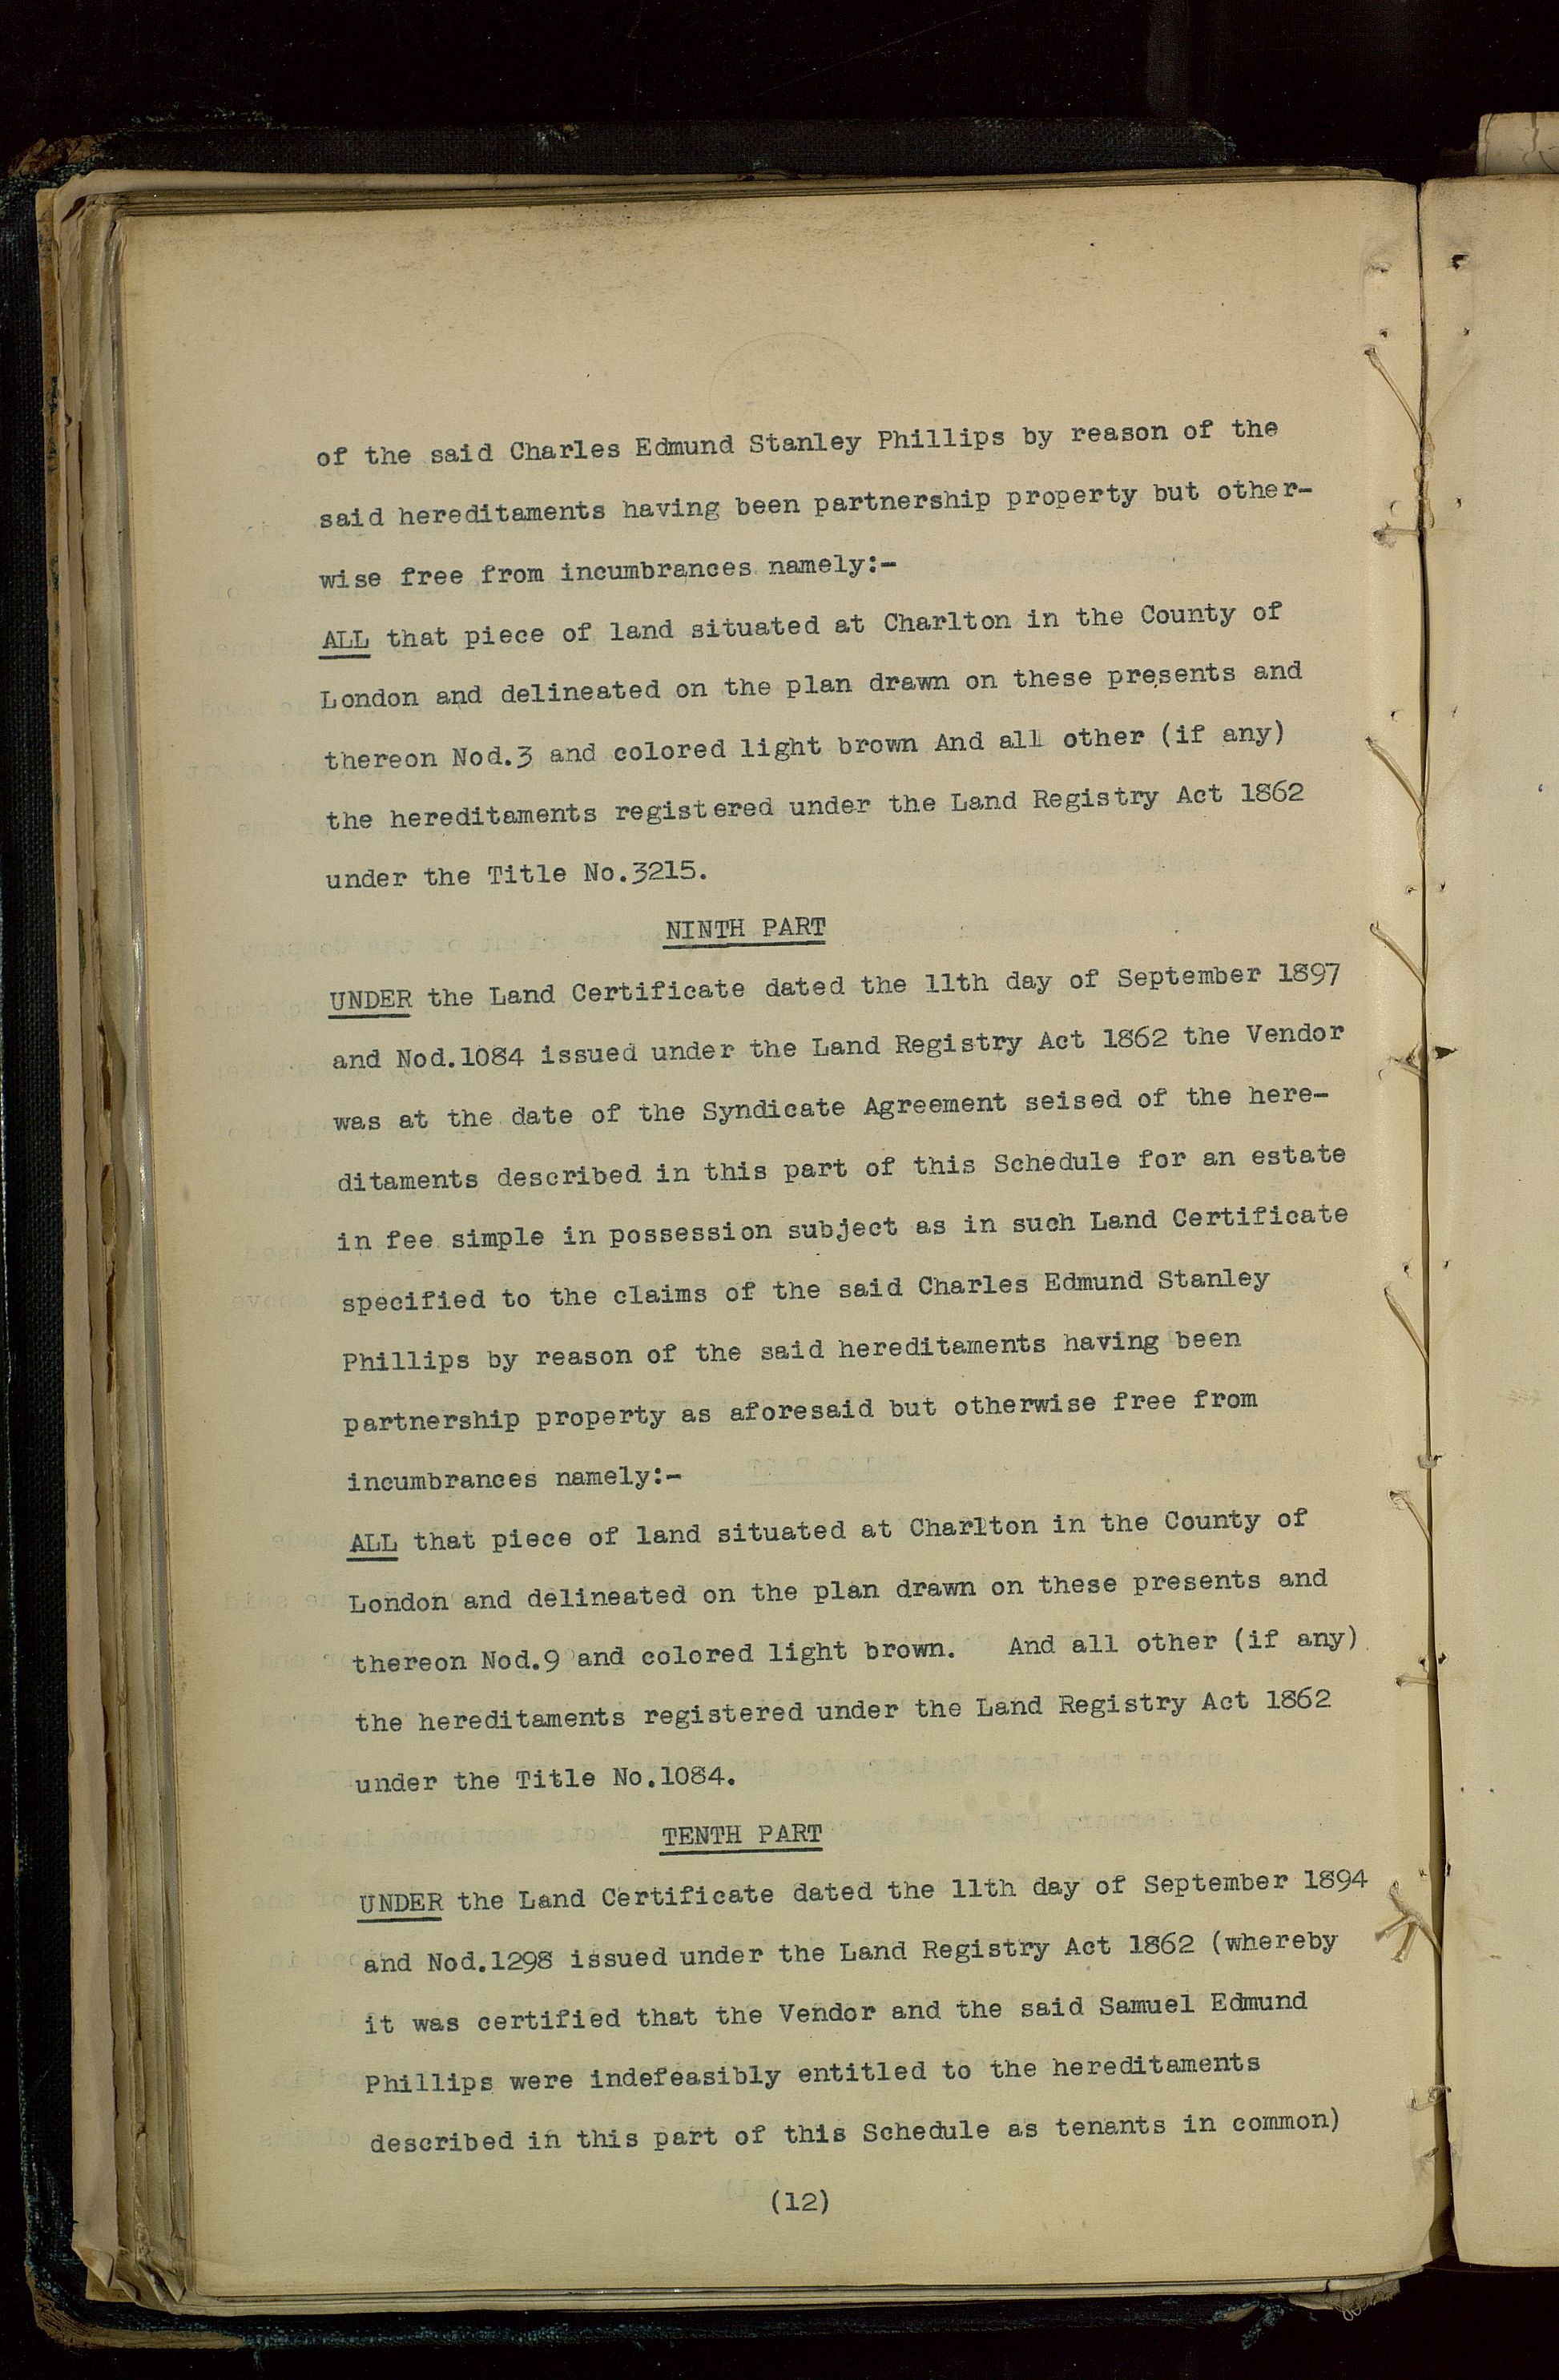 of the said Charles Edmund Stanley Phillips by reason of the
said hereditaments having been partnership property but other-
wise free from incumbrances namely:-
ALL that piece of land situated at Charlton in the County of
London and delineated on the plan drawn on these presents and
thereon Nod.3 and colored light brown And all other (if any)
the hereditaments registered under the Land Registry Act 1862
under the Title No.3215.
NINTH PART
UNDER the Land Certificate dated the 11th day of September 1897
and Nod.1084 issued under the Land Registry Act 1862 the Vendor
was at the date of the Syndicate Agreement seised of the here-
ditaments described in this part of this Schedule for an estate
in fee simple in possession subject as in such Land Certificate
specified to the claims of the said Charles Edmund Stanley
Phillips by reason of the said hereditaments having been
partnership property as aforesaid but otherwise free from
incumbrances namely:-
ALL that piece of land situated at Charlton in the County of
London and delineated on the plan drawn on these presents and
thereon Nod.9 and colored light brown. And all other (if any)
the hereditaments registered under the Land Registry Act 1862
under the Title No.1084.
TENTH PART
UNDER the Land Certificate dated the 11th day of September 1894
and Nod.1298 issued under the Land Registry Act 1862 (whereby
it was certified that the Vendor and the said Samuel Edmund
Phillips were indefeasibly entitled to the hereditaments
described in this part of this Schedule as tenants in common)
(12)